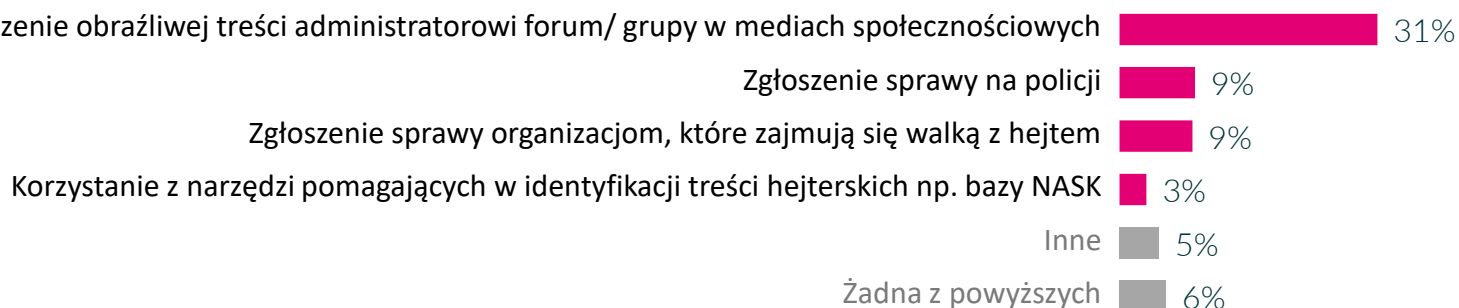 zenie obraźliwej treści administratorowi forum/ grupy w mediach społecznościowych 31%
Zgłoszenie sprawy na policji 9%
Zgłoszenie sprawy organizacjom, które zajmują się walką z hejtem 9%
Korzystanie z narzędzi pomagających w identyfikacji treści hejterskich np. bazy NASK 3%
Inne 5%
Żadna z powyższych 6%